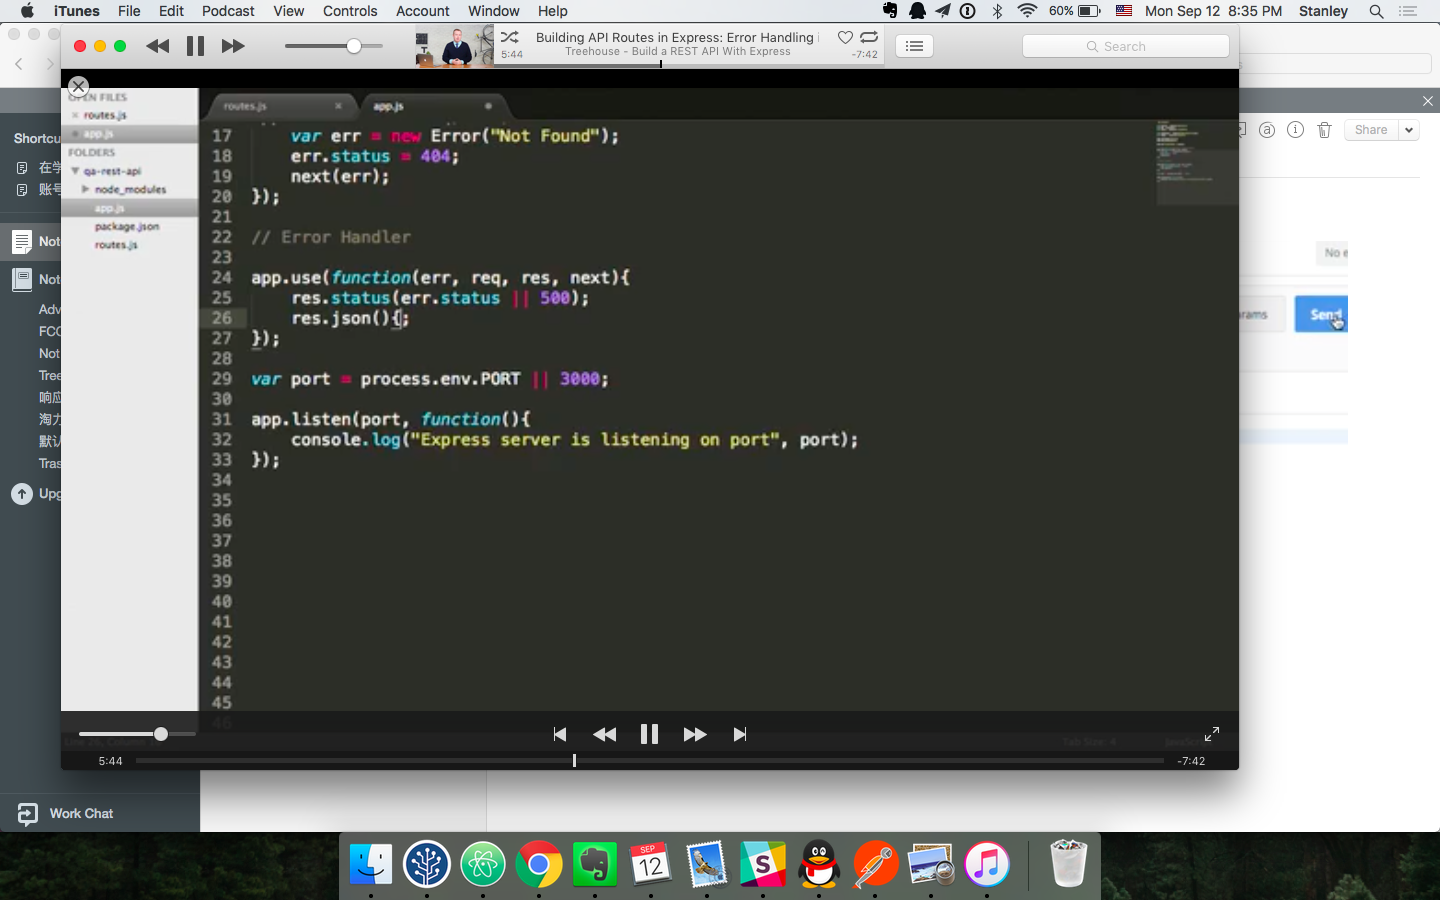 iTunes File Edit Podcast View Controls Account Window Help 60% Mon Sep 12 8:35 PM Stanley
Building API Routes in Express: Error Handling
5:44 Treehouse - Build a REST API With Express -7:42
Search
OPEN FILES
routes.js
app.js
FOLDERS
qa-rest-api
node_modules
app.js
package.json
routes.js
routes.js
app.js
17 var err = new Error("Not Found");
18 err.status = 404;
19 next(err);
20 });
21
22 // Error Handler
23
24 app.use(function(err, req, res, next){
25 res.status(err.status || 500);
26 res.json(){;
27 });
28
29 var port = process.env.PORT || 3000;
30
31 app.listen(port, function(){
32 console.log("Express server is listening on port", port);
33 });
34
35
36
37
38
39
40
41
42
43
44
45
46
Tab Size: 4
5:44 -7:42
Shortcu
在学
账号
Not
Not
Adv
FCC
Not
Tree
响应
淘力
默认
Tras
Upg
Work Chat
Share
No e
rams
Send
SEP
12